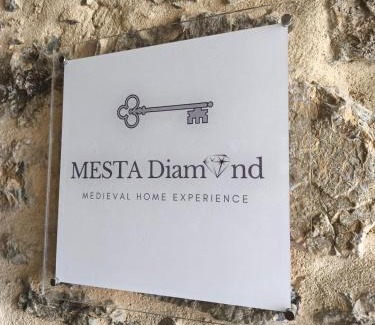 MESTA Diamond
MEDIEVAL HOME EXPERIENCE